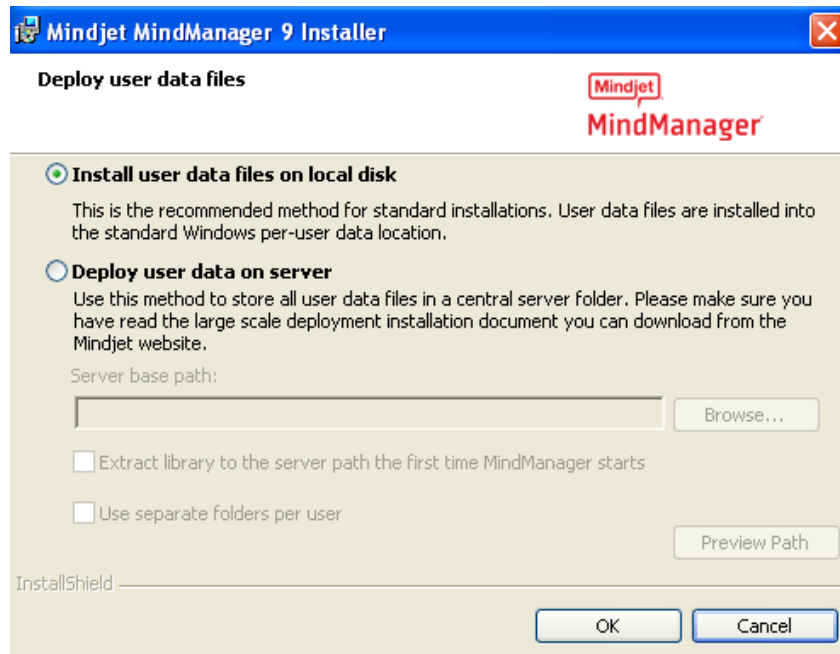 Mindjet MindManager 9 Installer
Deploy user data files
Mindjet
MindManager
Install user data files on local disk
This is the recommended method for standard installations. User data files are installed into
the standard Windows per-user data location.
Deploy user data on server
Use this method to store all user data files in a central server folder. Please make sure you
have read the large scale deployment installation document you can download from the
Mindjet website.
Server base path:
Browse...
Extract library to the server path the first time MindManager starts
Use separate folders per user
Preview Path
InstallShield
OK Cancel